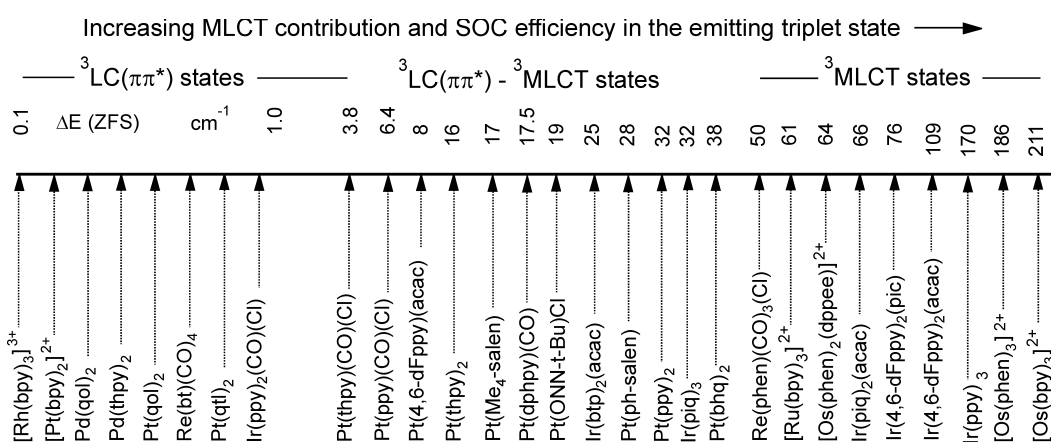 Increasing MLCT contribution and SOC efficiency in the emitting triplet state
³LC(ππ*) states
³LC(ππ*) - ³MLCT states
³MLCT states
0.1
ΔE (ZFS)
cm⁻¹
1.0
3.8
6.4
8
16
17
17.5
19
25
28
32
32
38
50
61
64
66
76
109
170
186
211
[Rh(bpy)₃]³⁺
[Pt(bpy)₂]²⁺
Pd(qol)₂
Pd(thpy)₂
Pt(qol)₂
Re(bt)(CO)₄
Pt(qtl)₂
Ir(ppy)₂(CO)(Cl)
Pt(thpy)(CO)(Cl)
Pt(ppy)(CO)(Cl)
Pt(4,6-dFppy)(acac)
Pt(thpy)₂
Pt(Me₄-salen)
Pt(dphpy)(CO)
Pt(ONN-t-Bu)Cl
Ir(btp)₂(acac)
Pt(ph-salen)
Pt(ppy)₂
Ir(piq)₃
Pt(bhq)₂
Re(phen)(CO)₃(Cl)
[Ru(bpy)₃]²⁺
[Os(phen)₂(dppee)]²⁺
Ir(piq)₂(acac)
Ir(4,6-dFppy)₂(pic)
Ir(4,6-dFppy)₂(acac)
Ir(ppy)₃
[Os(phen)₃]²⁺
[Os(bpy)₃]²⁺